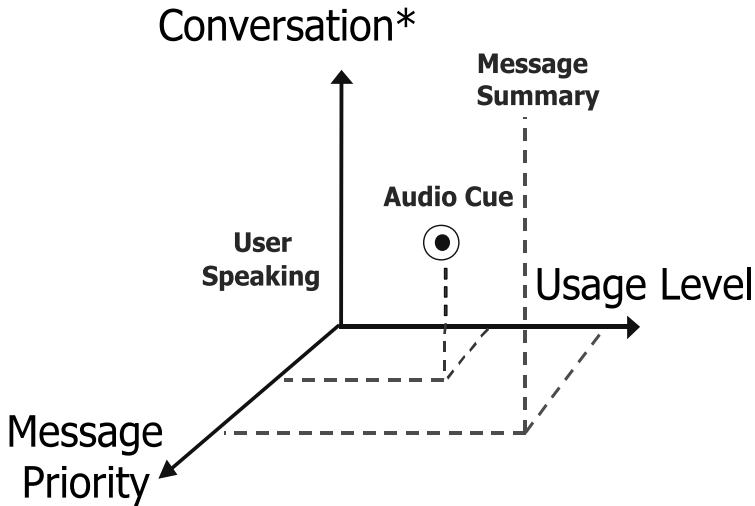 Conversation*
Message
Summary
Audio Cue
User
Speaking
Usage Level
Message
Priority